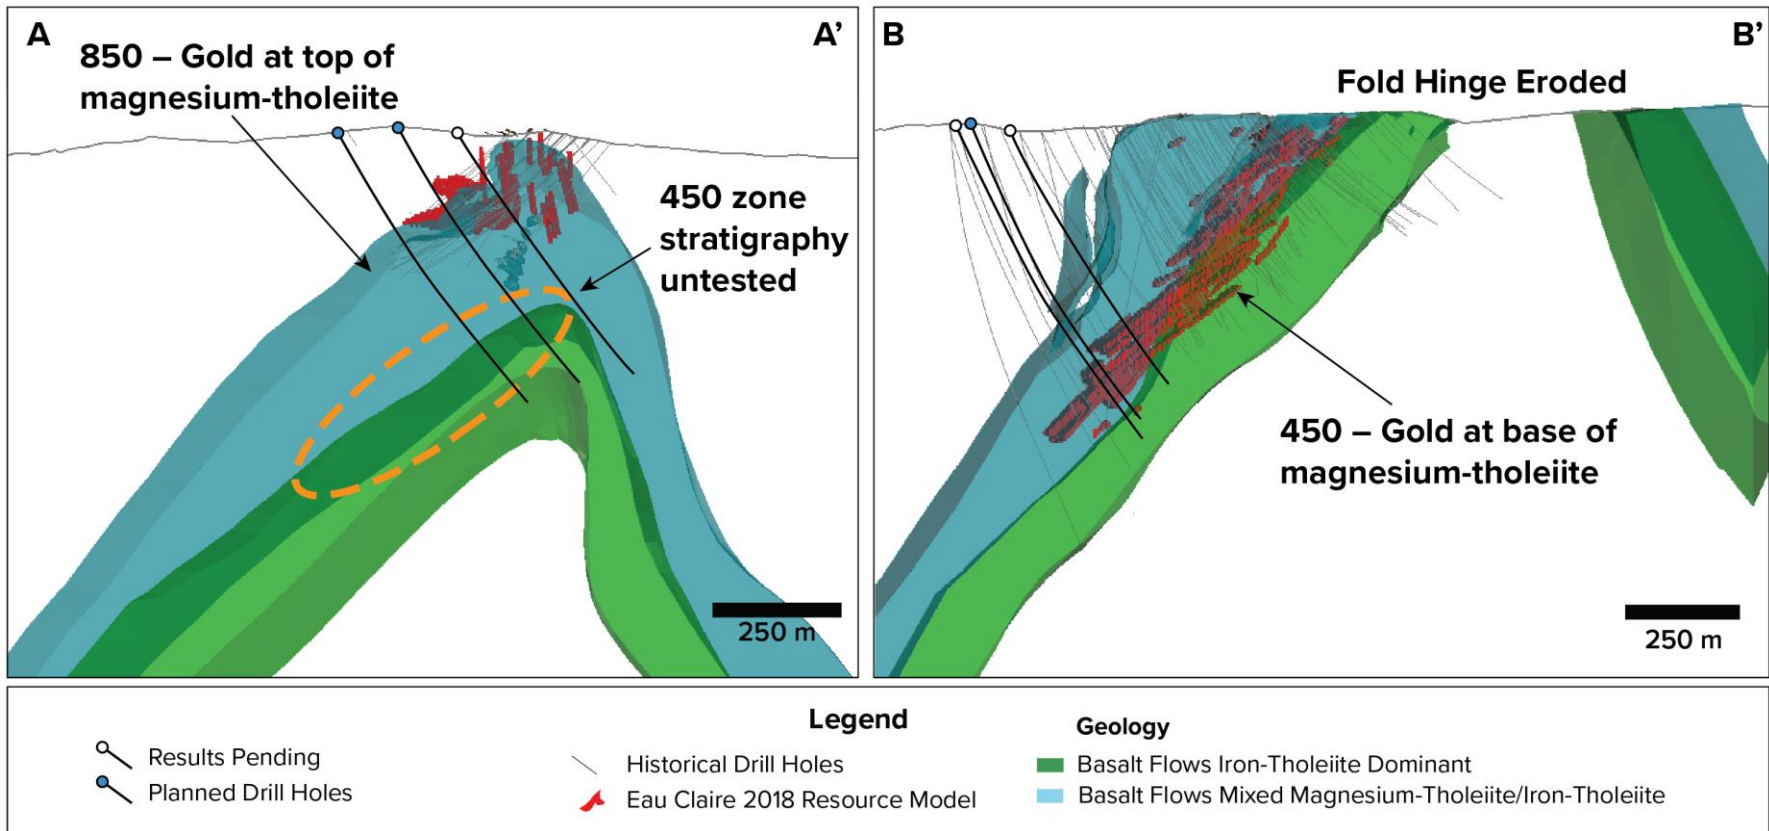 A
A’
850 – Gold at top of
magnesium-tholeiite
450 zone
stratigraphy
untested
250 m
B
B’
Fold Hinge Eroded
450 – Gold at base of
magnesium-tholeiite
250 m
Legend
Results Pending
Planned Drill Holes
Historical Drill Holes
Eau Claire 2018 Resource Model
Geology
Basalt Flows Iron-Tholeiite Dominant
Basalt Flows Mixed Magnesium-Tholeiite/Iron-Tholeiite